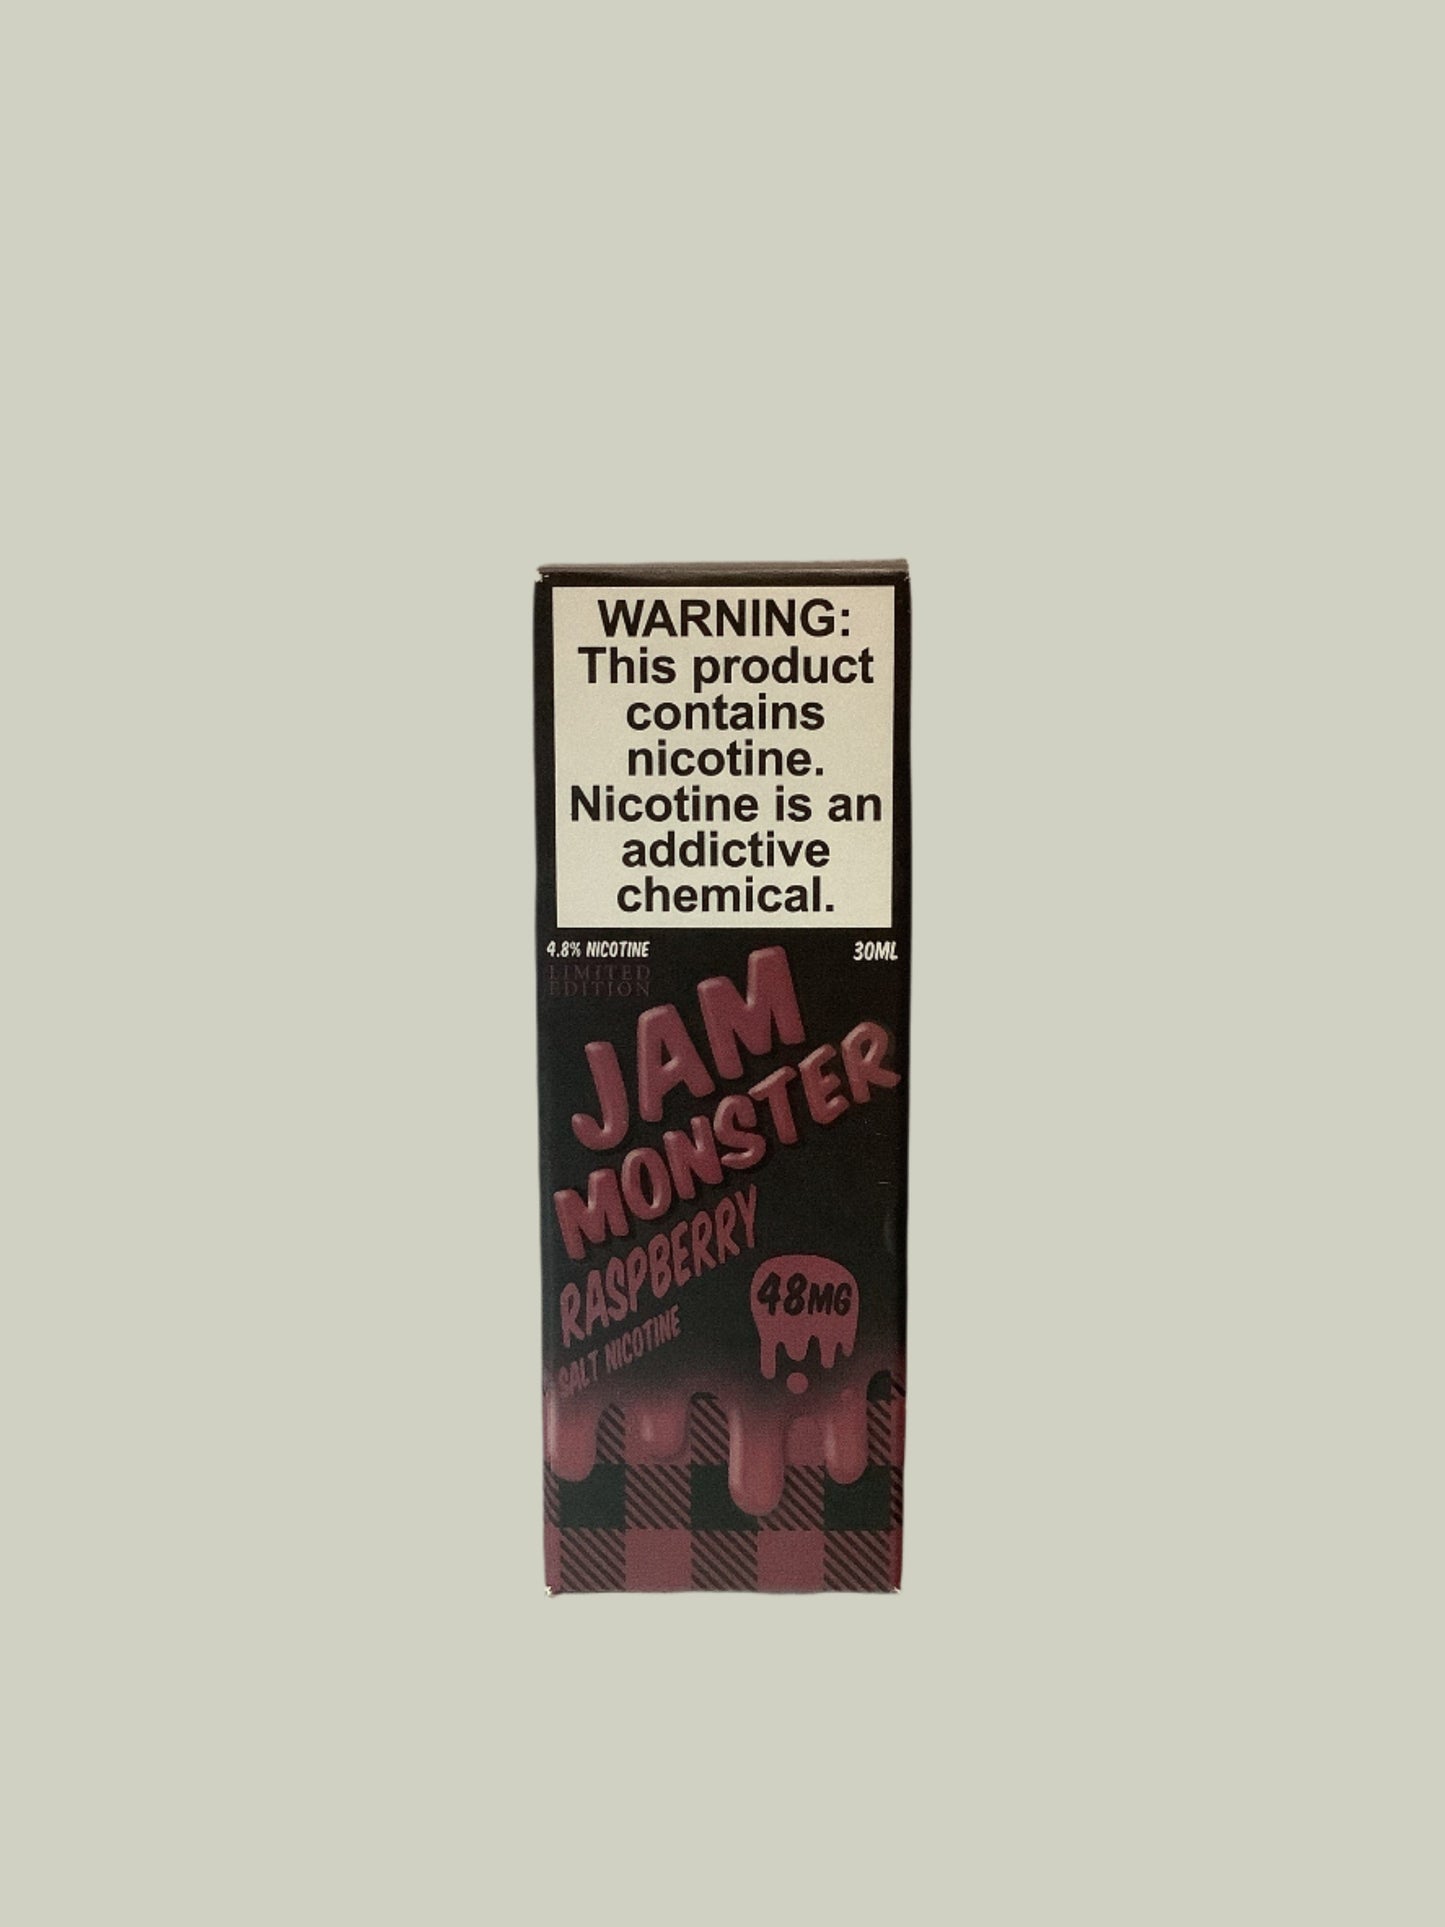 WARNING:
This product
contains
nicotine.
Nicotine is an
addictive
chemical.
4.8% NICOTINE
30ML
LIMITED
EDITION
JAM
MONSTER
RASPBERRY
SALT NICOTINE
48MG